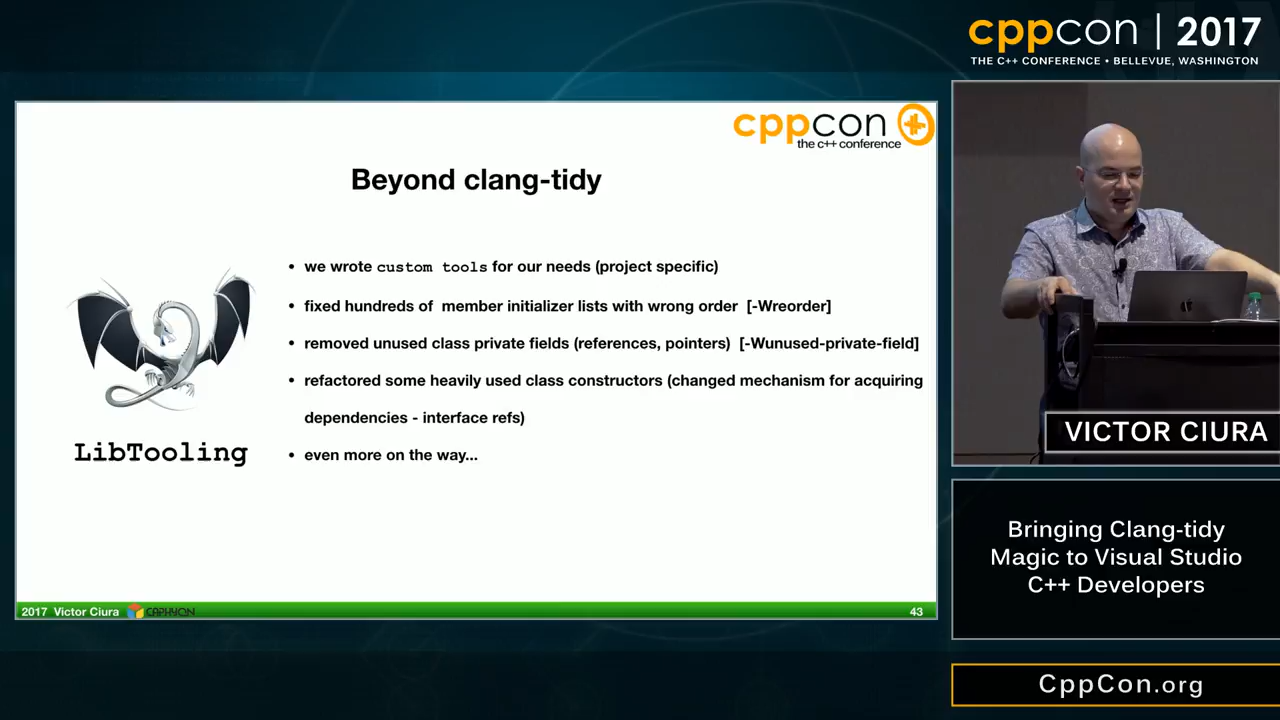 cppcon | 2017
THE C++ CONFERENCE • BELLEVUE, WASHINGTON
cppcon
the c++ conference
Beyond clang-tidy
• we wrote custom tools for our needs (project specific)
• fixed hundreds of member initializer lists with wrong order [-Wreorder]
• removed unused class private fields (references, pointers) [-Wunused-private-field]
• refactored some heavily used class constructors (changed mechanism for acquiring
dependencies - interface refs)
• even more on the way...
LibTooling
2017 Victor Ciura CAPHYON 43
VICTOR CIURA
Bringing Clang-tidy
Magic to Visual Studio
C++ Developers
CppCon.org